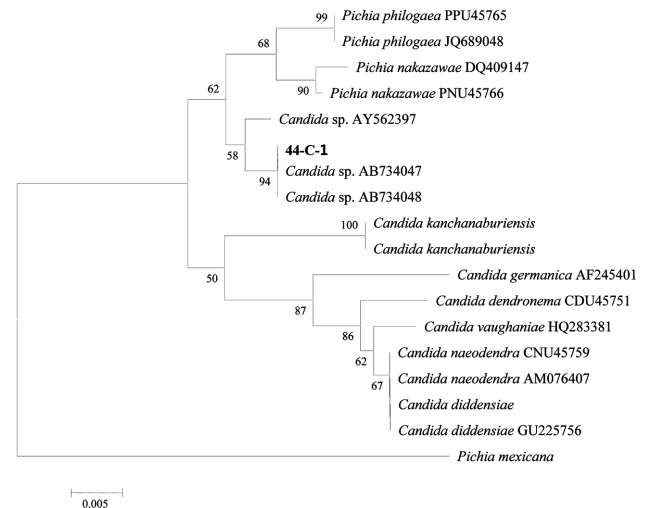 99
Pichia philogaea PPU45765
Pichia philogaea JQ689048
68
Pichia nakazawae DQ409147
90
Pichia nakazawae PNU45766
62
Candida sp. AY562397
58
44-C-1
Candida sp. AB734047
94
Candida sp. AB734048
100
Candida kanchanaburiensis
Candida kanchanaburiensis
50
Candida germanica AF245401
87
Candida dendronema CDU45751
86
Candida vaughaniae HQ283381
62
Candida naeodendra CNU45759
67
Candida naeodendra AM076407
Candida diddensiae
Candida diddensiae GU225756
Pichia mexicana
0.005